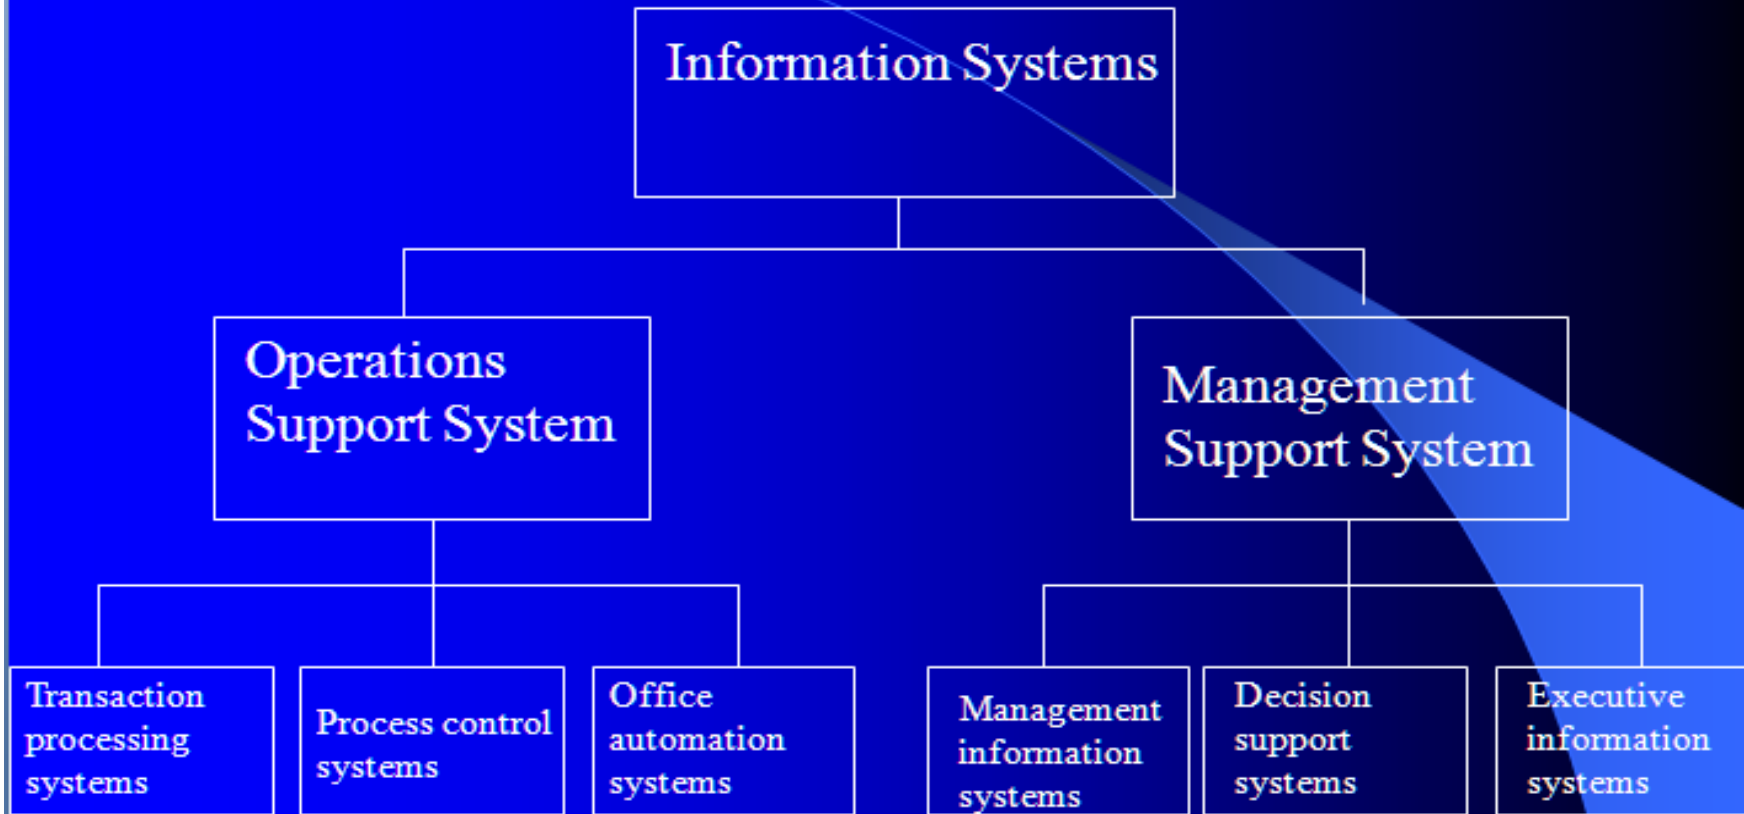 Information Systems
Operations
Support System
Management
Support System
Transaction
processing
systems
Process control
systems
Office
automation
systems
Management
information
systems
Decision
support
systems
Executive
information
systems